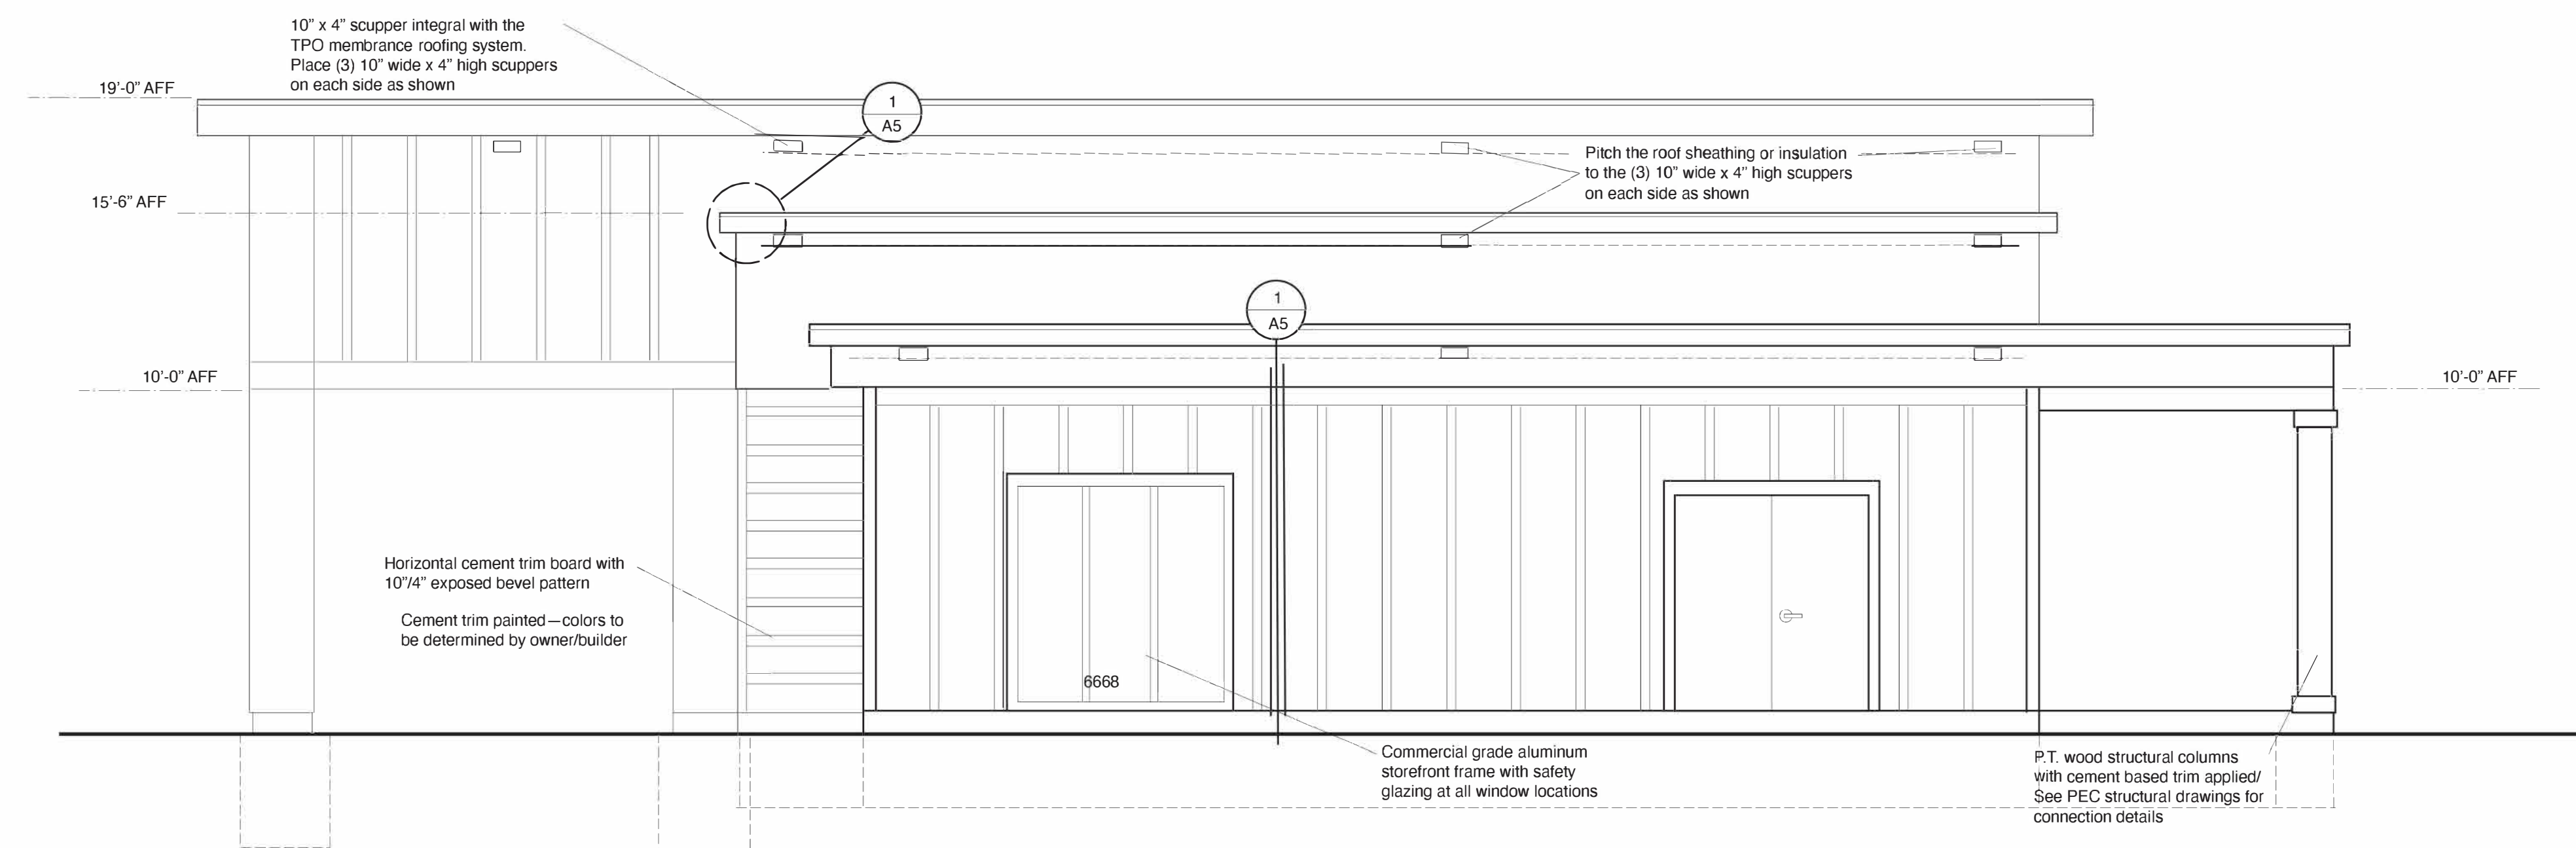 10” x 4” scupper integral with the
TPO membrance roofing system.
Place (3) 10” wide x 4” high scuppers
on each side as shown
19’-0” AFF
1
A5
Pitch the roof sheathing or insulation
to the (3) 10” wide x 4” high scuppers
on each side as shown
15’-6” AFF
1
A5
10’-0” AFF
10’-0” AFF
Horizontal cement trim board with
10”/4” exposed bevel pattern
Cement trim painted—colors to
be determined by owner/builder
6668
Commercial grade aluminum
storefront frame with safety
glazing at all window locations
P.T. wood structural columns
with cement based trim applied/
See PEC structural drawings for
connection details